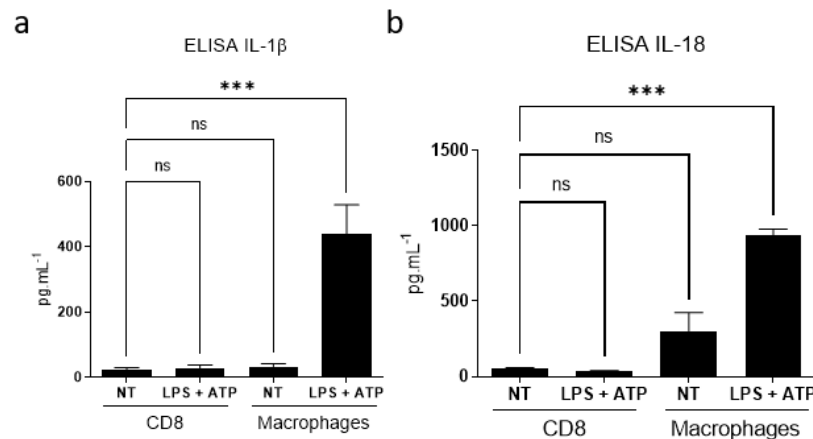 a
ELISA IL-1β
***
ns
ns
600
400
200
0
pg.mL⁻¹
NT LPS + ATP NT LPS + ATP
CD8 Macrophages
b
ELISA IL-18
***
ns
ns
1500
1000
500
0
pg.mL⁻¹
NT LPS + ATP NT LPS + ATP
CD8 Macrophages